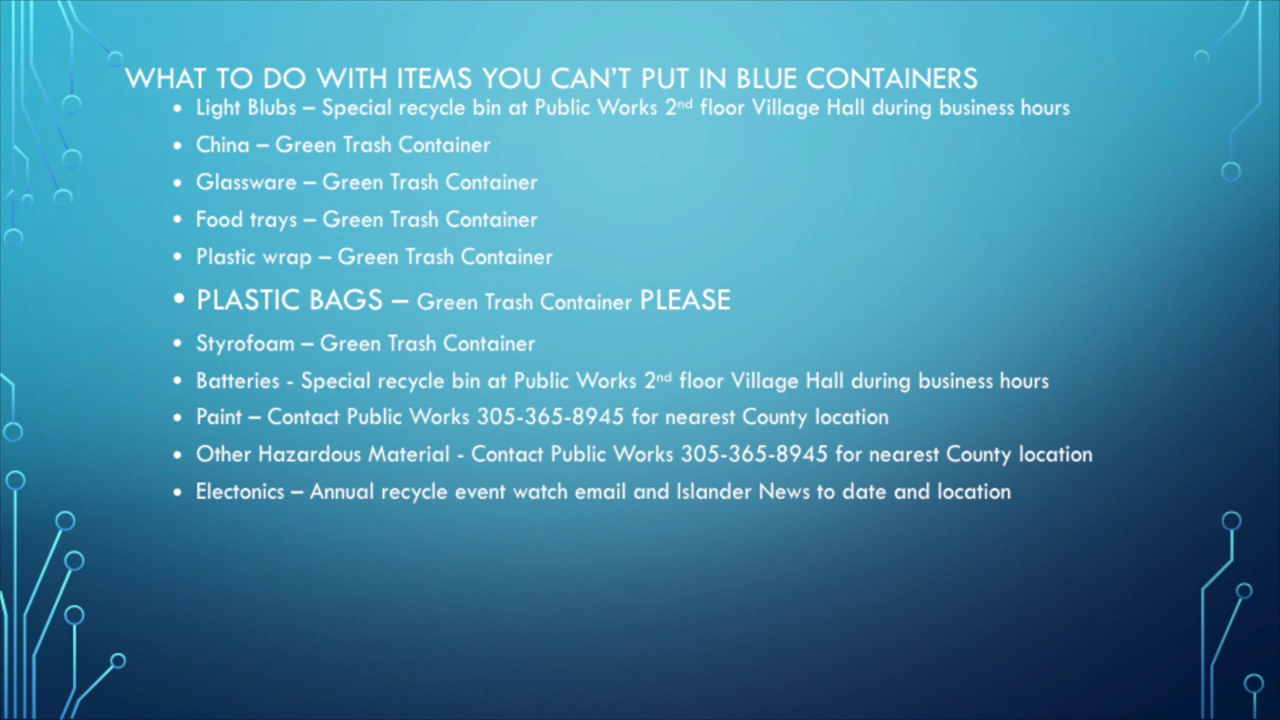 WHAT TO DO WITH ITEMS YOU CAN'T PUT IN BLUE CONTAINERS
• Light Blubs – Special recycle bin at Public Works 2nd floor Village Hall during business hours
• China – Green Trash Container
• Glassware – Green Trash Container
• Food trays – Green Trash Container
• Plastic wrap – Green Trash Container
• PLASTIC BAGS – Green Trash Container PLEASE
• Styrofoam – Green Trash Container
• Batteries - Special recycle bin at Public Works 2nd floor Village Hall during business hours
• Paint – Contact Public Works 305-365-8945 for nearest County location
• Other Hazardous Material - Contact Public Works 305-365-8945 for nearest County location
• Electonics – Annual recycle event watch email and Islander News to date and location